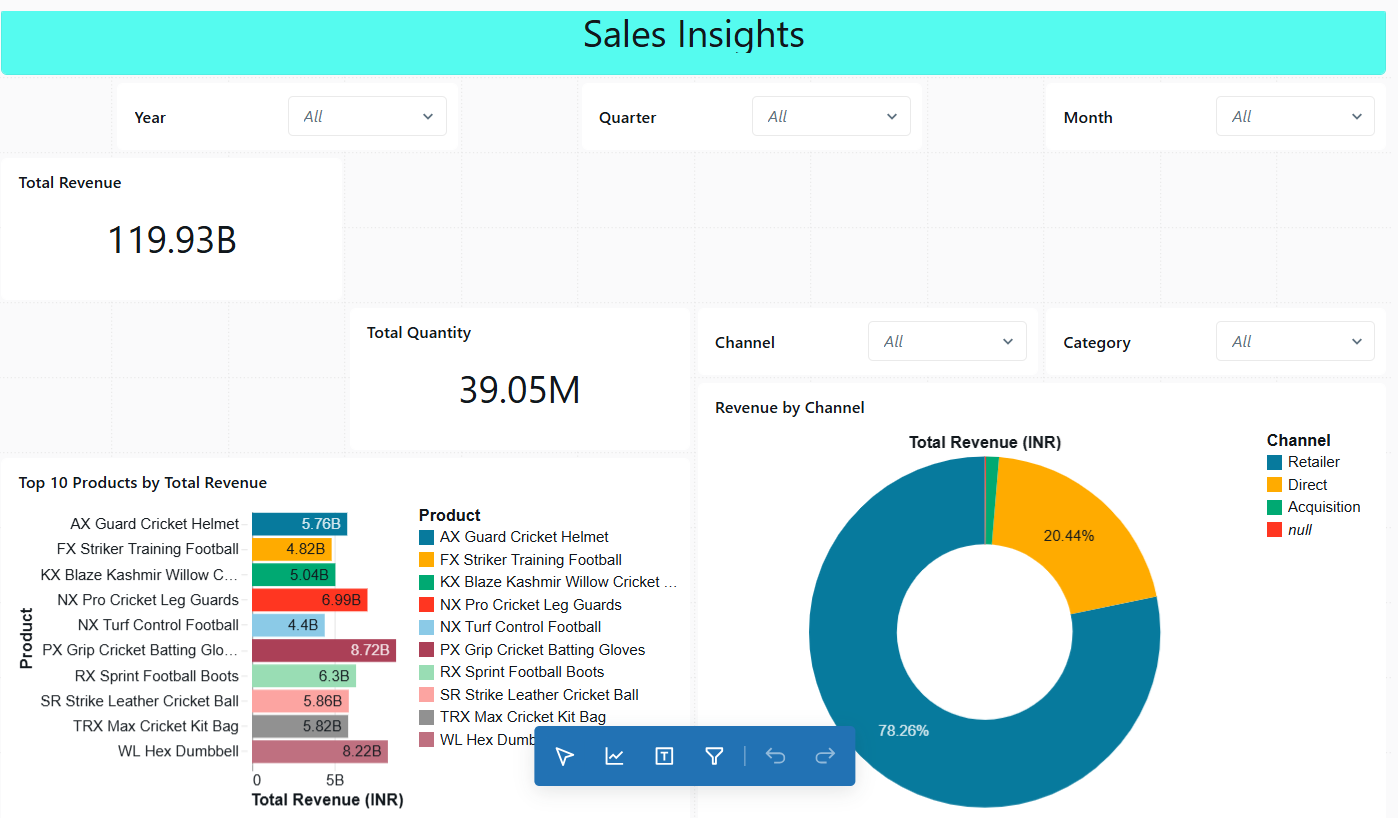 Sales Insights
Year
All
Quarter
All
Month
All
Total Revenue
119.93B
Total Quantity
39.05M
Channel
All
Category
All
Top 10 Products by Total Revenue
Product
AX Guard Cricket Helmet
5.76B
FX Striker Training Football
4.82B
KX Blaze Kashmir Willow C...
5.04B
NX Pro Cricket Leg Guards
6.99B
NX Turf Control Football
4.4B
PX Grip Cricket Batting Glo...
8.72B
RX Sprint Football Boots
6.3B
SR Strike Leather Cricket Ball
5.86B
TRX Max Cricket Kit Bag
5.82B
WL Hex Dumbbell
8.22B
0
5B
Total Revenue (INR)
Product
AX Guard Cricket Helmet
FX Striker Training Football
KX Blaze Kashmir Willow Cricket ...
NX Pro Cricket Leg Guards
NX Turf Control Football
PX Grip Cricket Batting Gloves
RX Sprint Football Boots
SR Strike Leather Cricket Ball
TRX Max Cricket Kit Bag
WL Hex Dumb
Revenue by Channel
Total Revenue (INR)
20.44%
78.26%
Channel
Retailer
Direct
Acquisition
null